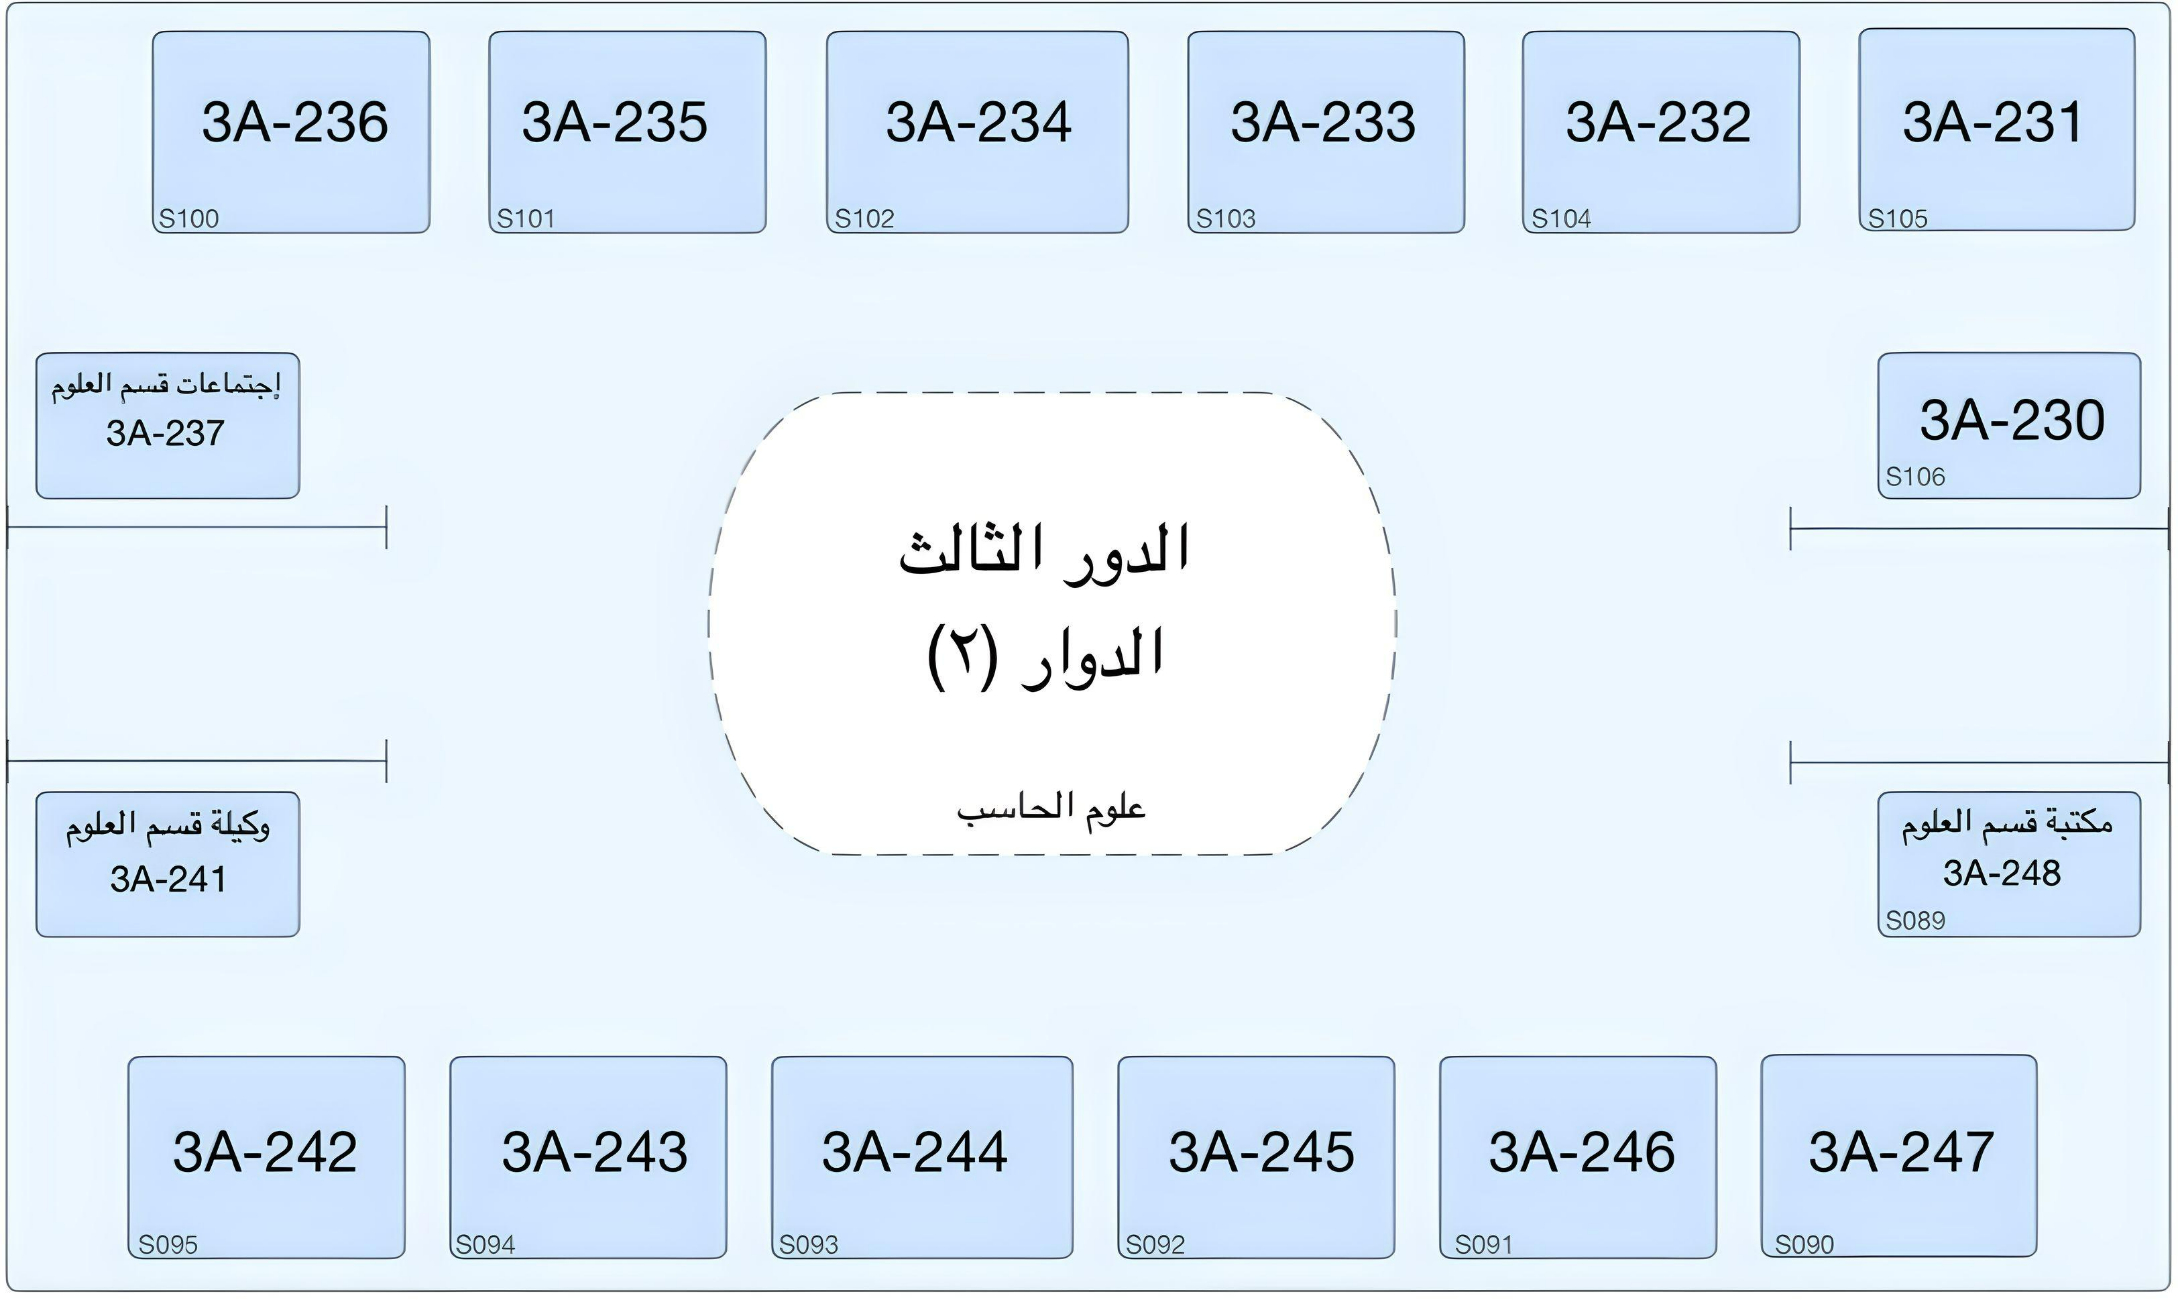 3A-236
S100
3A-235
S101
3A-234
S102
3A-233
S103
3A-232
S104
3A-231
S105
إجتماعات قسم العلوم
3A-237
3A-230
S106
الدور الثالث
الدوار (٢)
علوم الحاسب
وكيلة قسم العلوم
3A-241
مكتبة قسم العلوم
3A-248
S089
3A-242
S095
3A-243
S094
3A-244
S093
3A-245
S092
3A-246
S091
3A-247
S090